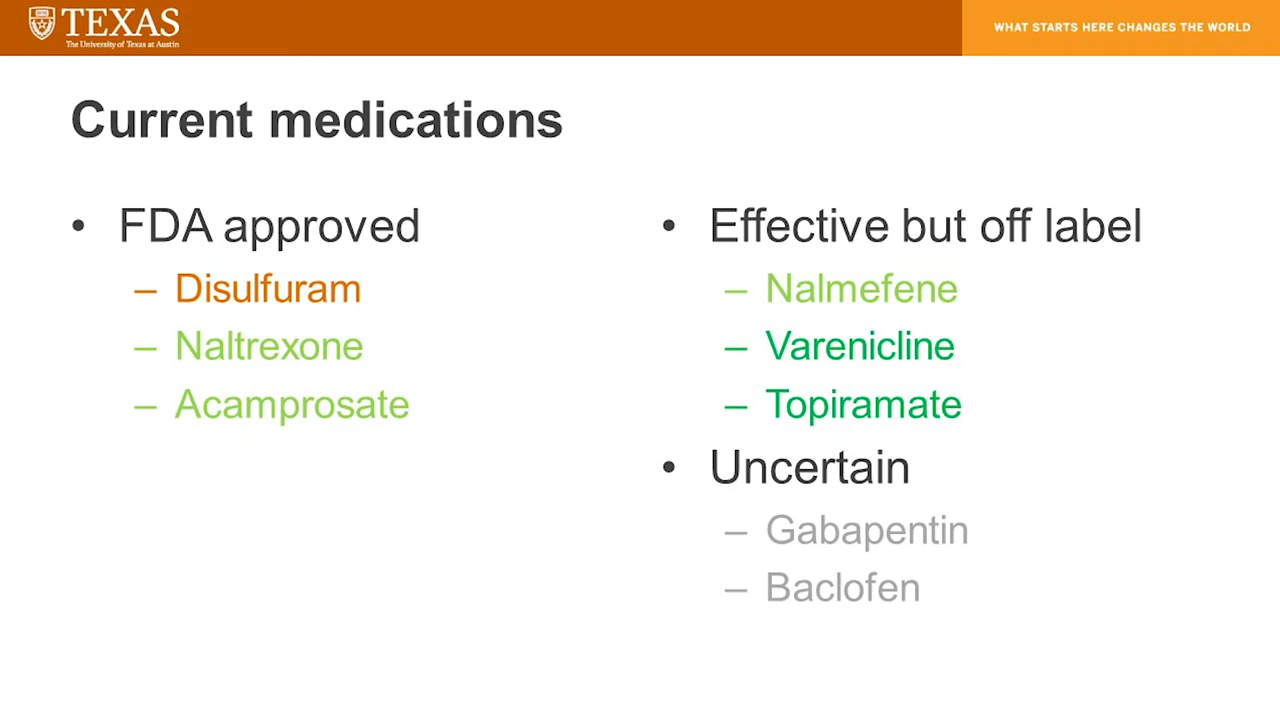 TEXAS
The University of Texas at Austin
WHAT STARTS HERE CHANGES THE WORLD
Current medications
• FDA approved
– Disulfuram
– Naltrexone
– Acamprosate
• Effective but off label
– Nalmefene
– Varenicline
– Topiramate
• Uncertain
– Gabapentin
– Baclofen